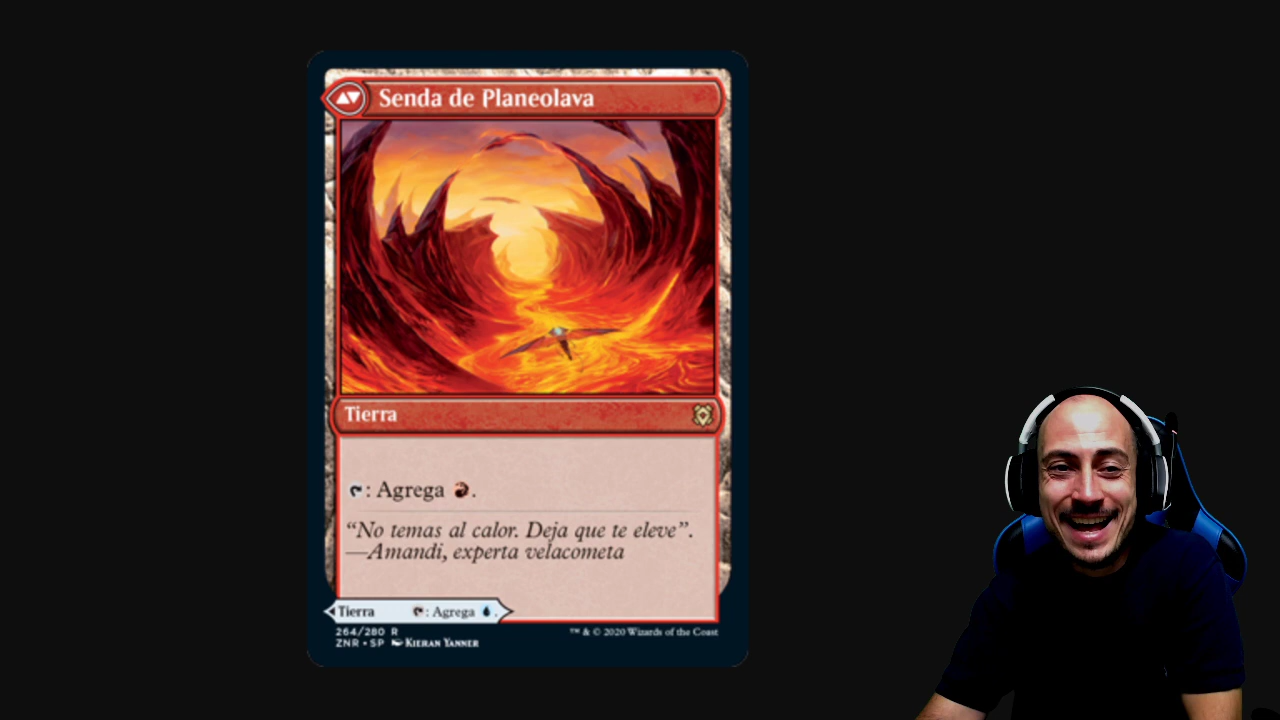 Senda de Planeolava
Tierra
: Agrega .
“No temas al calor. Deja que te eleve”.
—Amandi, experta velacometa
Tierra : Agrega .
264/280 R
ZNR • SP KIERAN YANNER
™ & © 2020 Wizards of the Coast